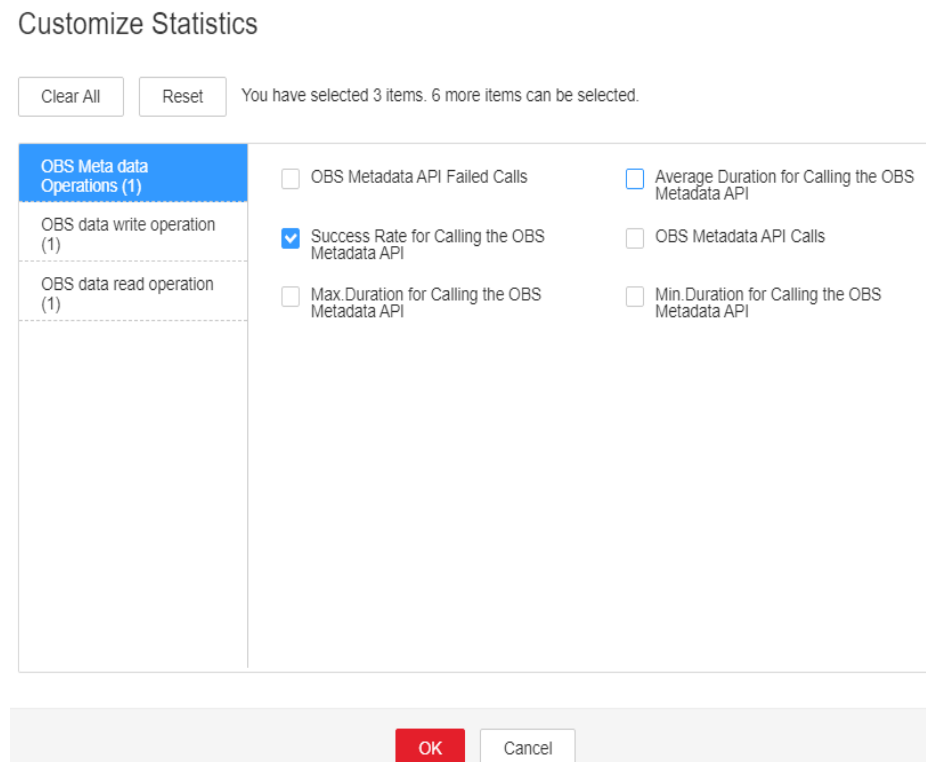 Customize Statistics
Clear All
Reset
You have selected 3 items. 6 more items can be selected.
OBS Meta data
Operations (1)
OBS data write operation
(1)
OBS data read operation
(1)
OBS Metadata API Failed Calls
Average Duration for Calling the OBS
Metadata API
Success Rate for Calling the OBS
Metadata API
OBS Metadata API Calls
Max.Duration for Calling the OBS
Metadata API
Min.Duration for Calling the OBS
Metadata API
OK
Cancel